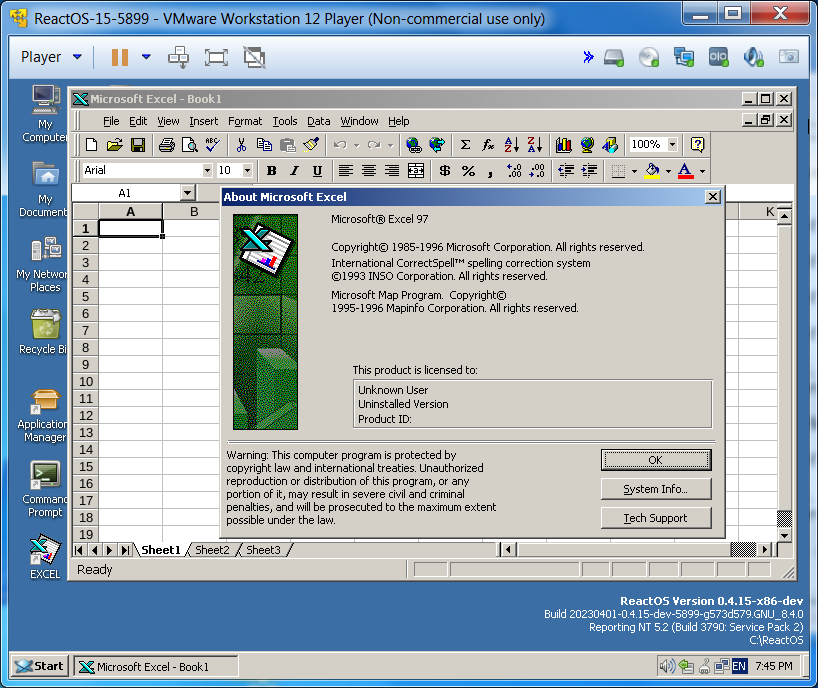 ReactOS-15-5899 - VMware Workstation 12 Player (Non-commercial use only)
Player
Microsoft Excel - Book1
File Edit View Insert Format Tools Data Window Help
100%
Arial 10 B I U $ % ,
A1
A B K
1
2
3
4
5
6
7
8
9
10
11
12
13
14
15
16
17
18
19
My
Computer
My
Document
My Netwo
Places
Recycle Bi
Application
Manager
Command
Prompt
EXCEL
About Microsoft Excel
Microsoft® Excel 97
Copyright© 1985-1996 Microsoft Corporation. All rights reserved.
International CorrectSpell™ spelling correction system
©1993 INSO Corporation. All rights reserved.
Microsoft Map Program. Copyright©
1995-1996 Mapinfo Corporation. All rights reserved.
This product is licensed to:
Unknown User
Uninstalled Version
Product ID:
Warning: This computer program is protected by
copyright law and international treaties. Unauthorized
reproduction or distribution of this program, or any
portion of it, may result in severe civil and criminal
penalties, and will be prosecuted to the maximum extent
possible under the law.
OK
System Info...
Tech Support
Sheet1 Sheet2 Sheet3
Ready
ReactOS Version 0.4.15-x86-dev
Build 20230401-0.4.15-dev-5899-g573d579.GNU_8.4.0
Reporting NT 5.2 (Build 3790: Service Pack 2)
C:\ReactOS
Start
Microsoft Excel - Book1
EN
7:45 PM